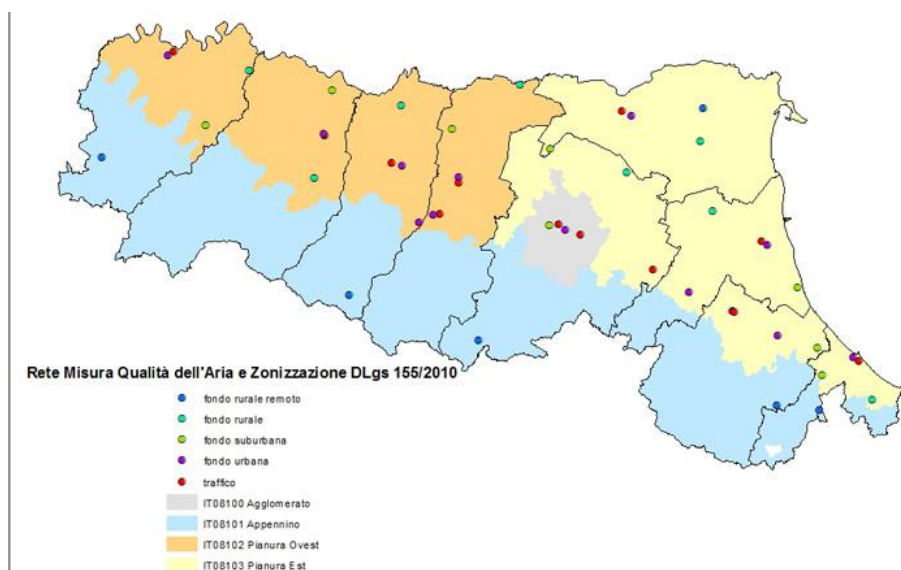 Rete Misura Qualità dell'Aria e Zonizzazione DLgs 155/2010
fondo rurale remoto
fondo rurale
fondo suburbana
fondo urbana
traffico
IT08100 Agglomerato
IT08101 Appennino
IT08102 Pianura Ovest
IT08103 Pianura Est